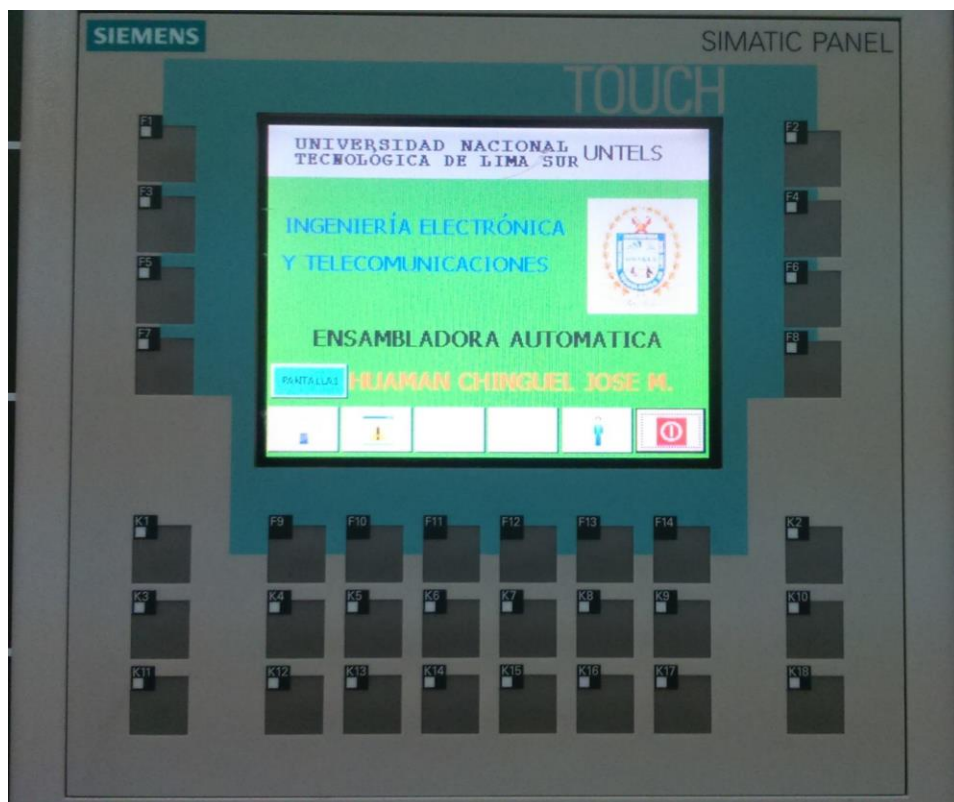 SIEMENS
SIMATIC PANEL
TOUCH
F1
F2
UNIVERSIDAD NACIONAL
TECNOLÓGICA DE LIMA SUR
UNTELS
F3
F4
INGENIERÍA ELECTRÓNICA
Y TELECOMUNICACIONES
F5
F6
F7
F8
ENSAMBLADORA AUTOMATICA
PANTALLAS
HUAMAN CHINGUEL JOSE M.
K1
F9
F10
F11
F12
F13
F14
K2
K3
K4
K5
K6
K7
K8
K9
K10
K11
K12
K13
K14
K15
K16
K17
K18